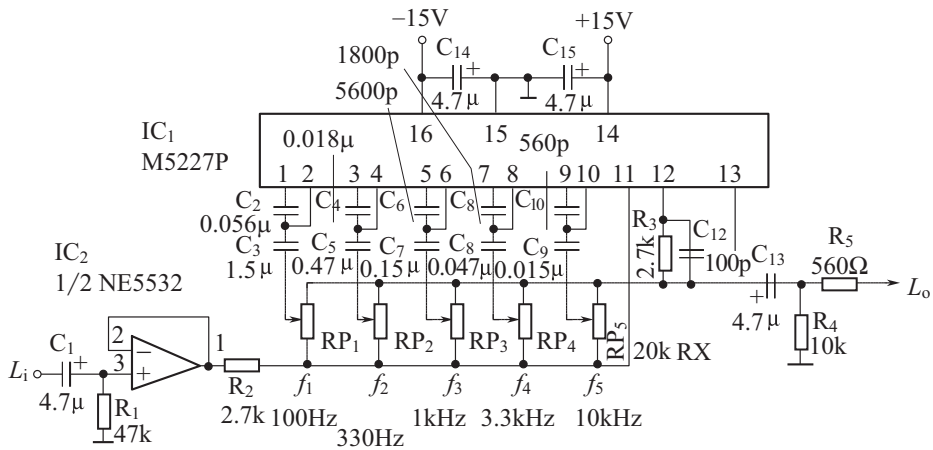 −15V +15V
C14 + C15 +
1800p
5600p 4.7μ 4.7μ
16 15 14
IC1
M5227P
0.018μ 560p
1 2 3 4 5 6 7 8 9 10 11 12 13
C2 C4 C6 C8 C10
0.056μ
R3 2.7k C12 100p
C3 C5 C7 C8 C9
1.5μ 0.47μ 0.15μ 0.047μ 0.015μ
IC2
1/2 NE5532
C13 R5
560Ω
+ Lo
4.7μ
R4
10k
RP1 RP2 RP3 RP4 RP5
20k RX
2 − 1
3 +
C1 +
Li
4.7μ
R1
47k
R2
2.7k
f1 f2 f3 f4 f5
100Hz 1kHz 3.3kHz 10kHz
330Hz